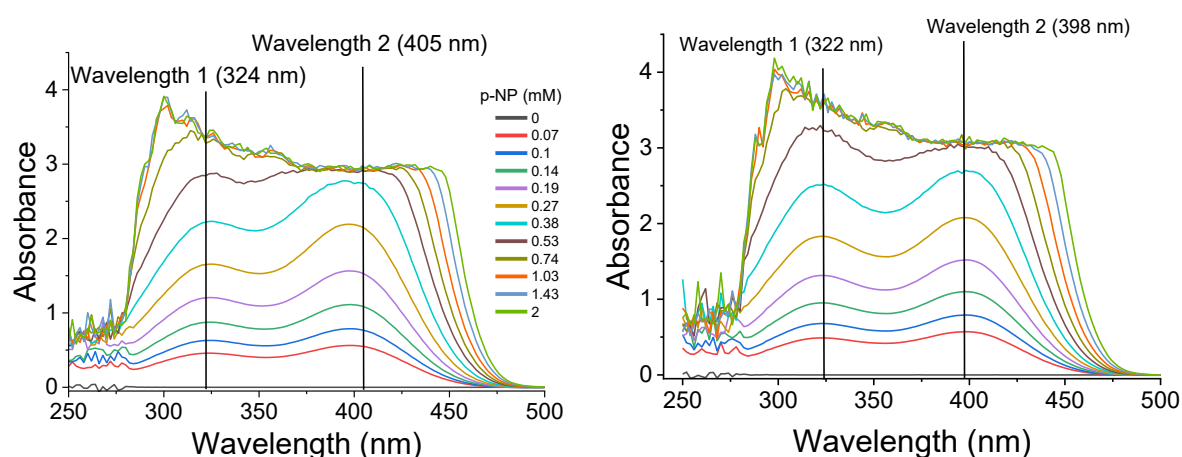 Wavelength 2 (405 nm)
Wavelength 1 (324 nm)
p-NP (mM)
0
0.07
0.1
0.14
0.19
0.27
0.38
0.53
0.74
1.03
1.43
2
4
3
2
1
0
Absorbance
250 300 350 400 450 500
Wavelength (nm)
Wavelength 2 (398 nm)
Wavelength 1 (322 nm)
4
3
2
1
0
Absorbance
250 300 350 400 450 500
Wavelength (nm)